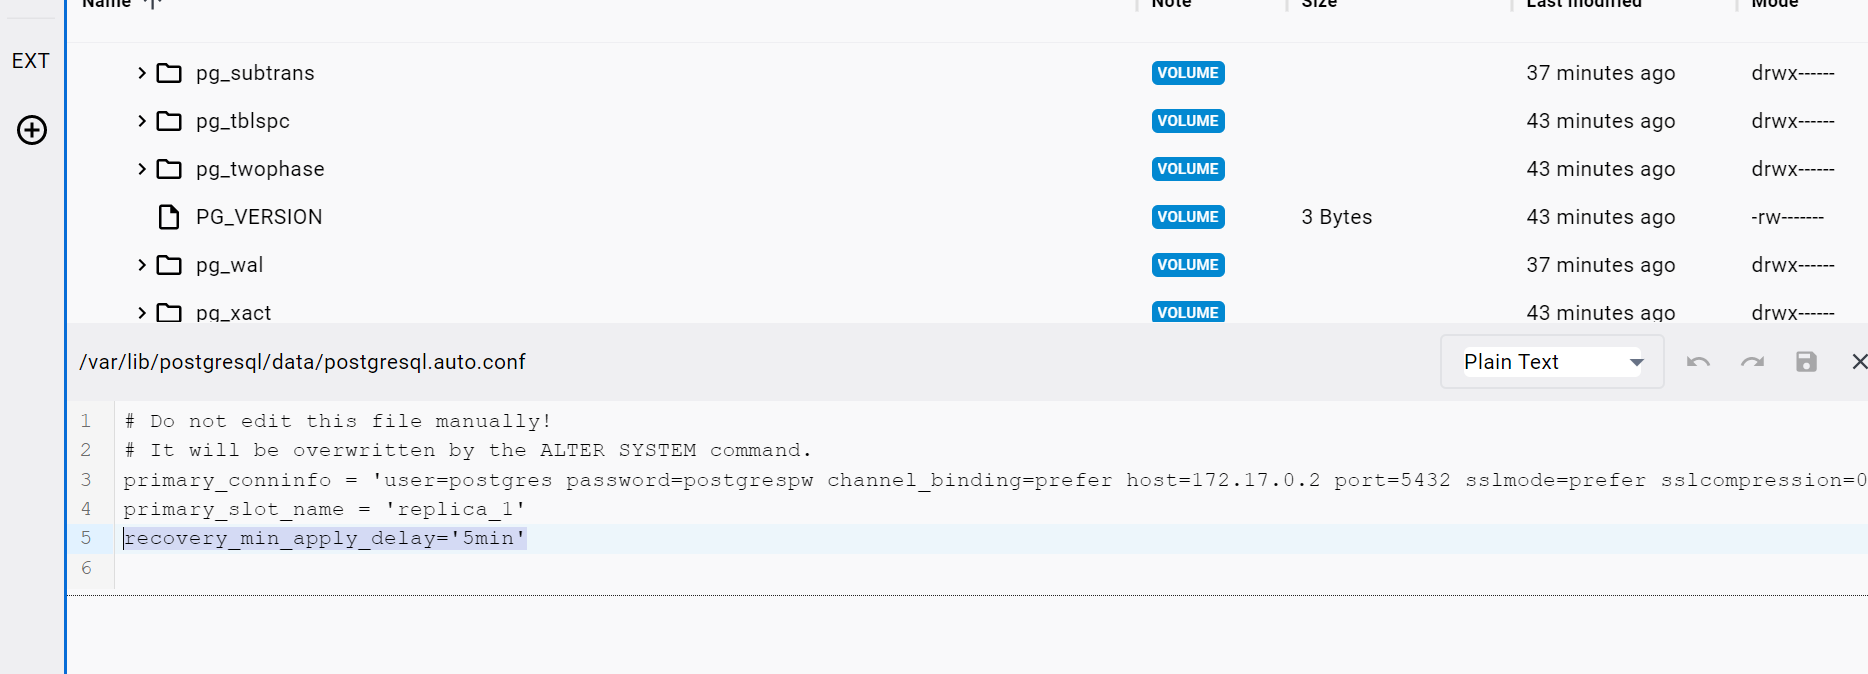 Name Note Size Last modified Mode
EXT
pg_subtrans VOLUME 37 minutes ago drwx------
pg_tblspc VOLUME 43 minutes ago drwx------
pg_twophase VOLUME 43 minutes ago drwx------
PG_VERSION VOLUME 3 Bytes 43 minutes ago -rw-------
pg_wal VOLUME 37 minutes ago drwx------
pg_xact VOLUME 43 minutes ago drwx------
/var/lib/postgresql/data/postgresql.auto.conf Plain Text
1 # Do not edit this file manually!
2 # It will be overwritten by the ALTER SYSTEM command.
3 primary_conninfo = 'user=postgres password=postgrespw channel_binding=prefer host=172.17.0.2 port=5432 sslmode=prefer sslcompression=0
4 primary_slot_name = 'replica_1'
5 recovery_min_apply_delay='5min'
6